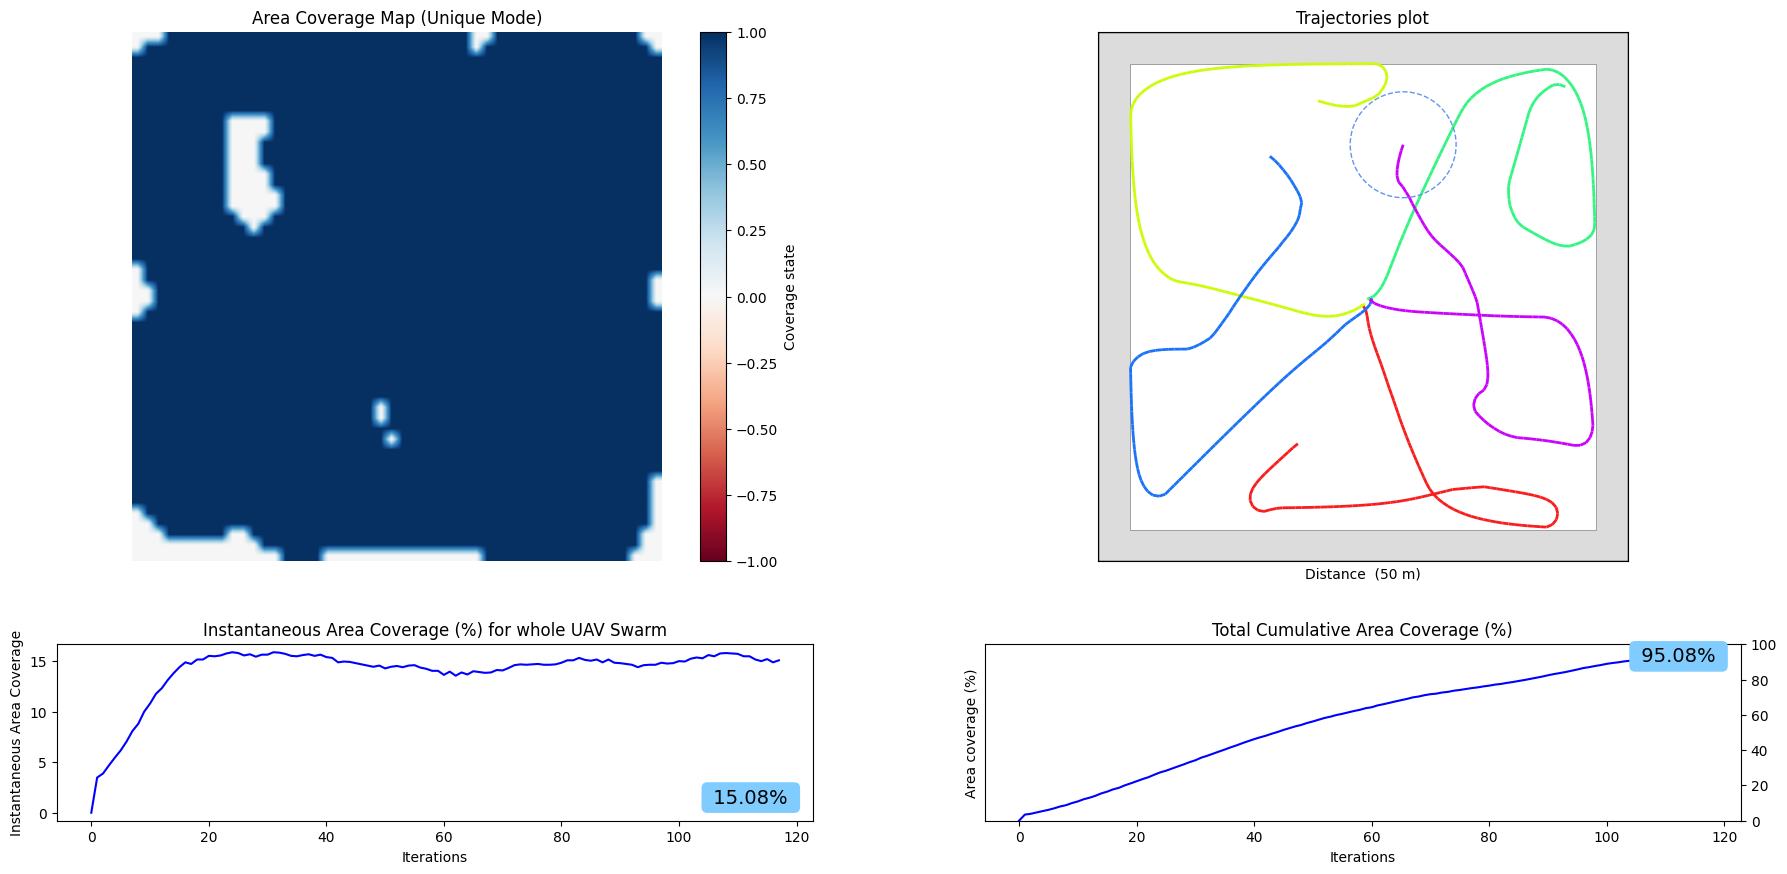 Area Coverage Map (Unique Mode)
1.00
0.75
0.50
0.25
0.00
−0.25
−0.50
−0.75
−1.00
Coverage state
Trajectories plot
Distance  (50 m)
Instantaneous Area Coverage (%) for whole UAV Swarm
Instantaneous Area Coverage
15
10
5
0
15.08%
0 20 40 60 80 100 120
Iterations
Total Cumulative Area Coverage (%)
Area coverage (%)
95.08%
100
80
60
40
20
0
0 20 40 60 80 100 120
Iterations